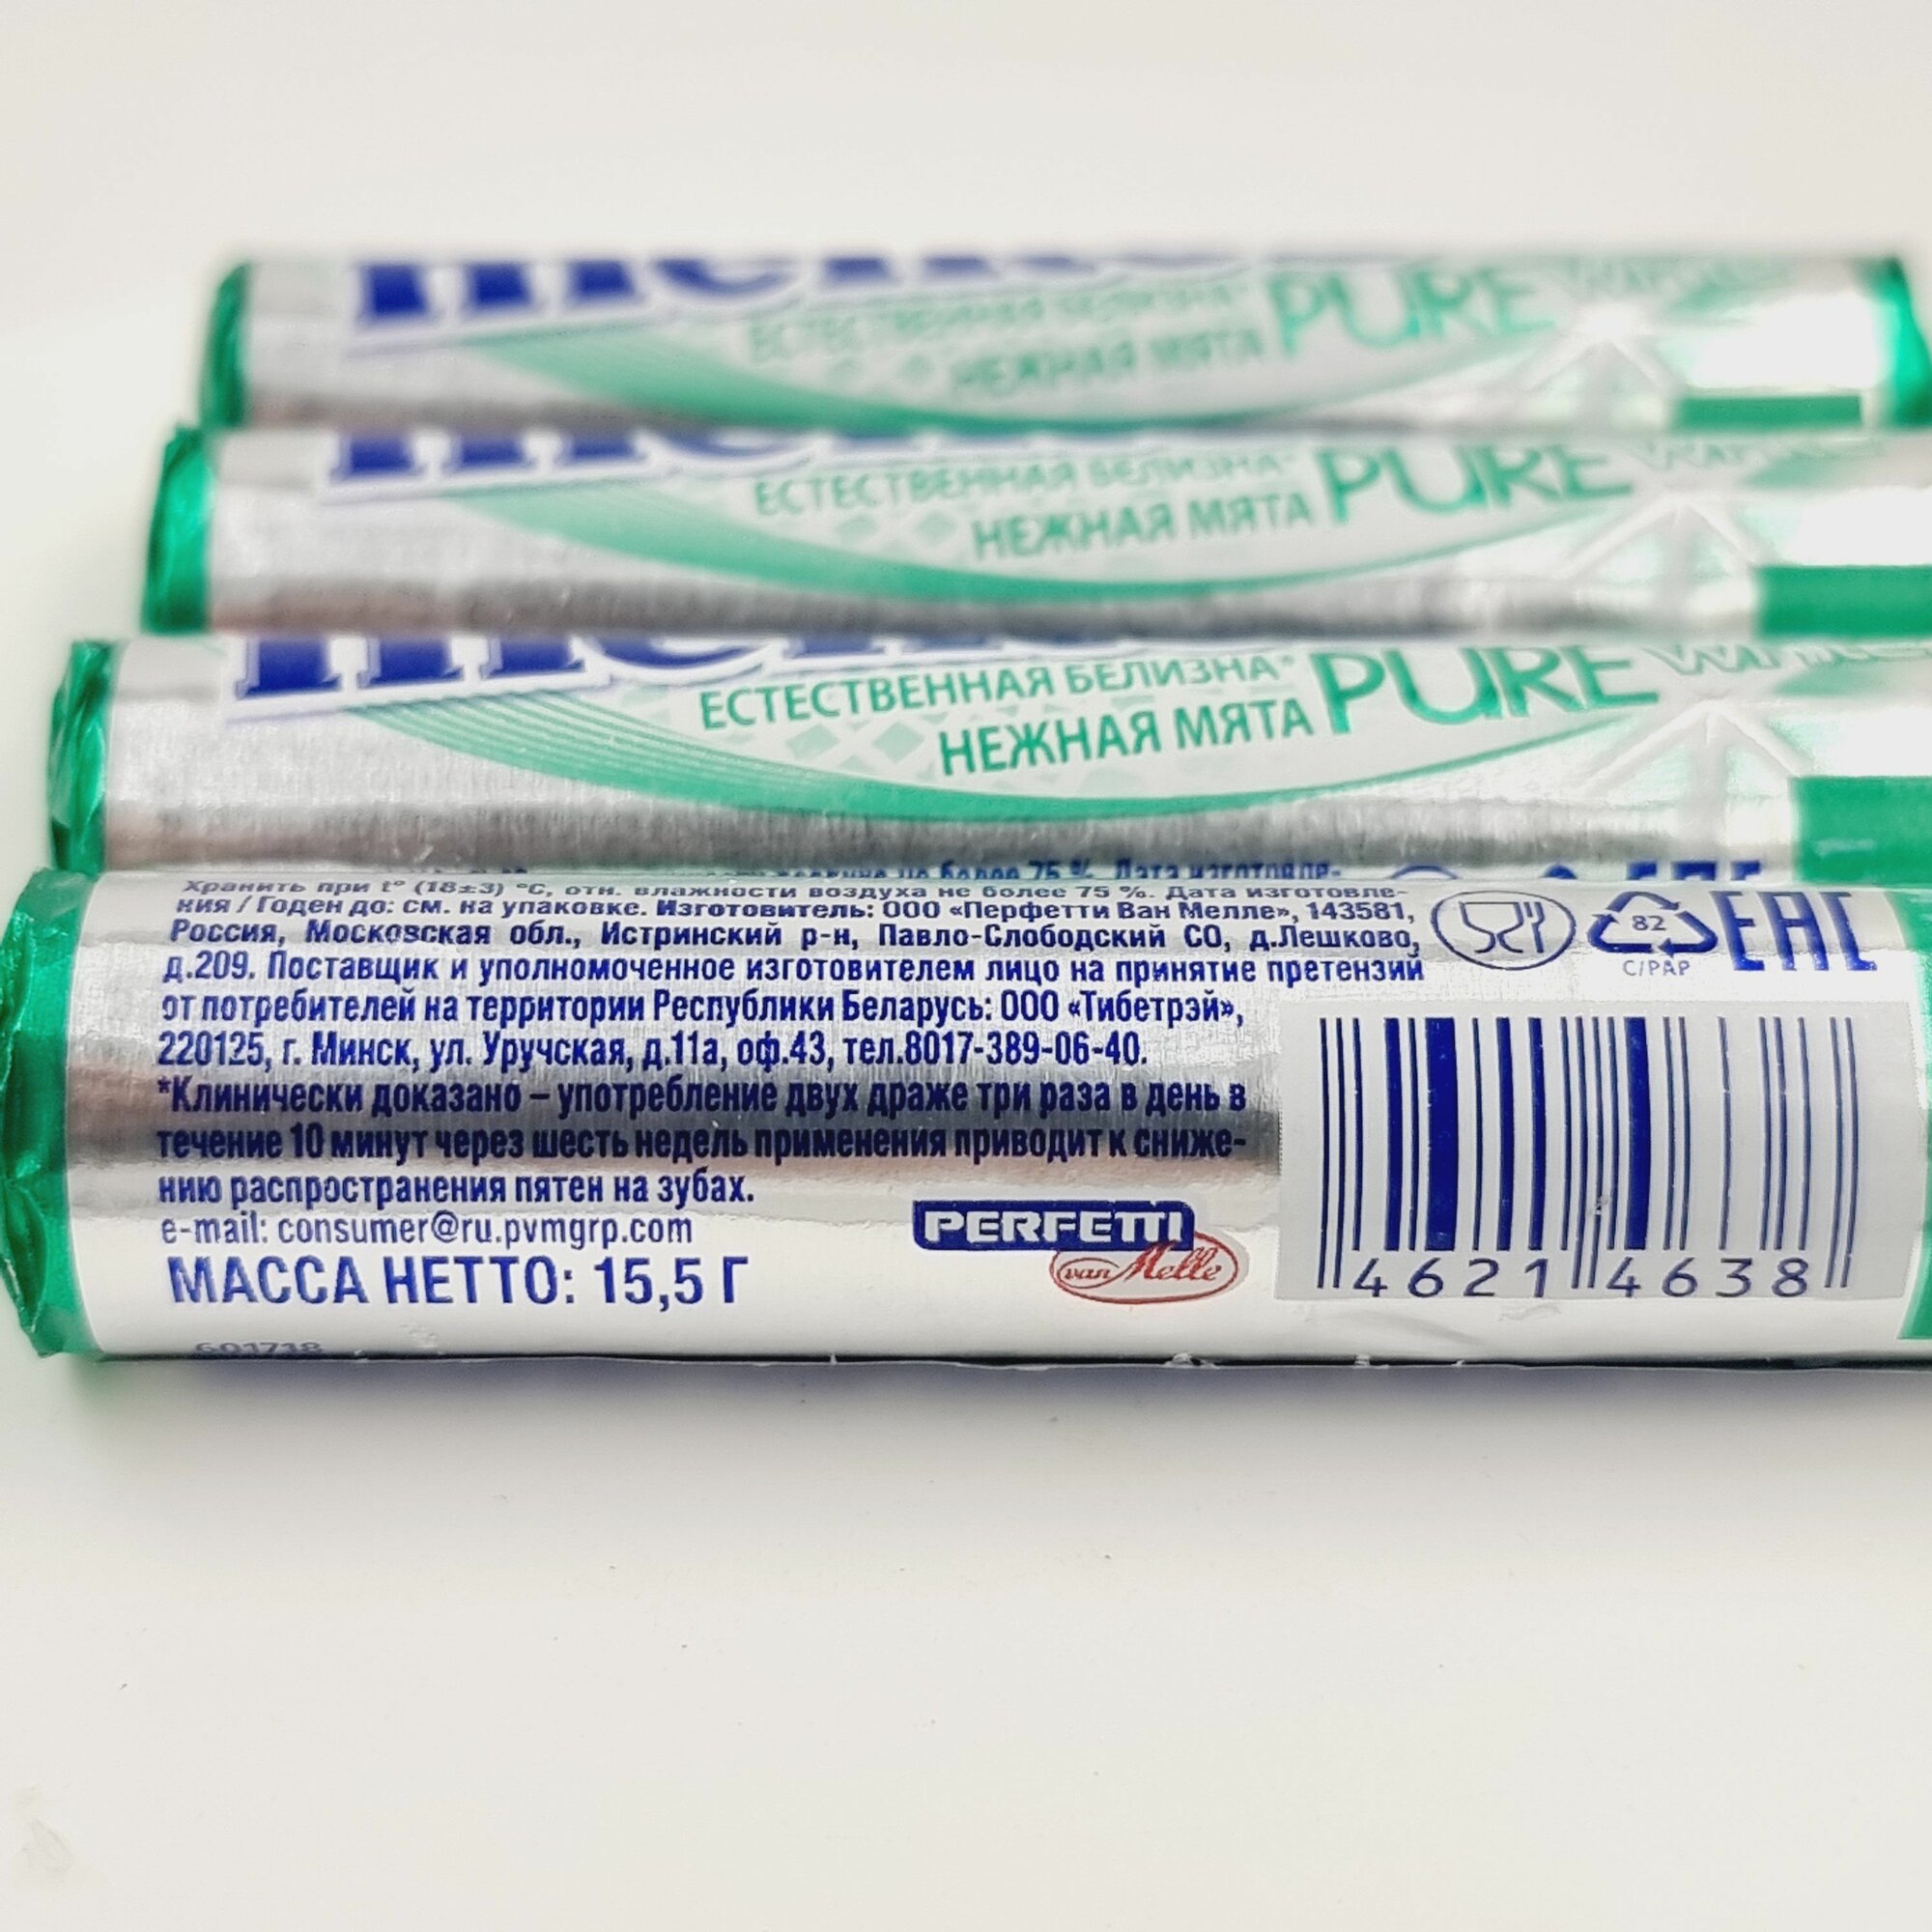 ЕСТЕСТВЕННАЯ БЕЛИЗНА*
НЕЖНАЯ МЯТА
PURE
ЕСТЕСТВЕННАЯ БЕЛИЗНА*
НЕЖНАЯ МЯТА
PURE
ЕСТЕСТВЕННАЯ БЕЛИЗНА*
НЕЖНАЯ МЯТА
PURE
не более 75 %. Дата изготовле-
Хранить при t° (18±3) °С, отн. влажности воздуха не более 75 %. Дата изготовле-
ния / Годен до: см. на упаковке. Изготовитель: ООО «Перфетти Ван Мелле», 143581,
Россия, Московская обл., Истринский р-н, Павло-Слободский СО, д.Лешково,
д.209. Поставщик и уполномоченное изготовителем лицо на принятие претензий
от потребителей на территории Республики Беларусь: ООО «Тибетрэй»,
220125, г. Минск, ул. Уручская, д.11а, оф.43, тел.8017-389-06-40.
*Клинически доказано – употребление двух драже три раза в день в
течение 10 минут через шесть недель применения приводит к сниже-
нию распространения пятен на зубах.
e-mail: consumer@ru.pvmgrp.com
МАССА НЕТТО: 15,5 Г
601718
PERFETTI
van Melle
82
C/PAP
EAC
4621 4638